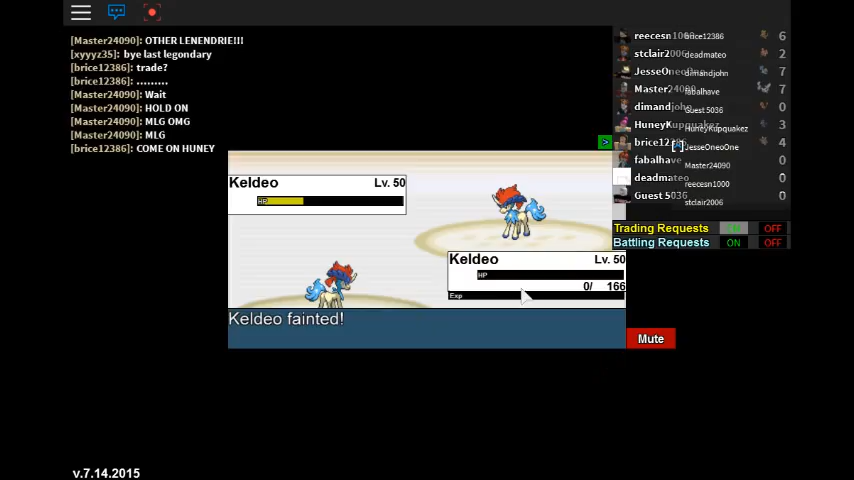 [Master24090] OTHER LENENDRIE!!!
[xyyyz35] bye last legondary
[brice12386] trade?
[brice12386] .........
[Master24090] Wait
[Master24090] HOLD ON
[Master24090] MLG OMG
[Master24090] MLG
[brice12386] COME ON HUNEY
Keldeo Lv. 50
HP
Keldeo Lv. 50
HP
0/ 166
Exp
Keldeo fainted!
reecesn1000 brice12386 6
stclair2006 deadmateo 2
JesseOneoOne dimandjohn 7
Master24090 fabalhave 7
dimandjohn Guest 5036 0
HuneyKupquakez HuneyKupquakez 3
brice12386 JesseOneoOne 4
fabalhave Master24090 0
deadmateo reecesn1000 0
Guest 5036 stclair2006 0
>
[A]
Trading Requests ON OFF
Battling Requests ON OFF
Mute
v.7.14.2015